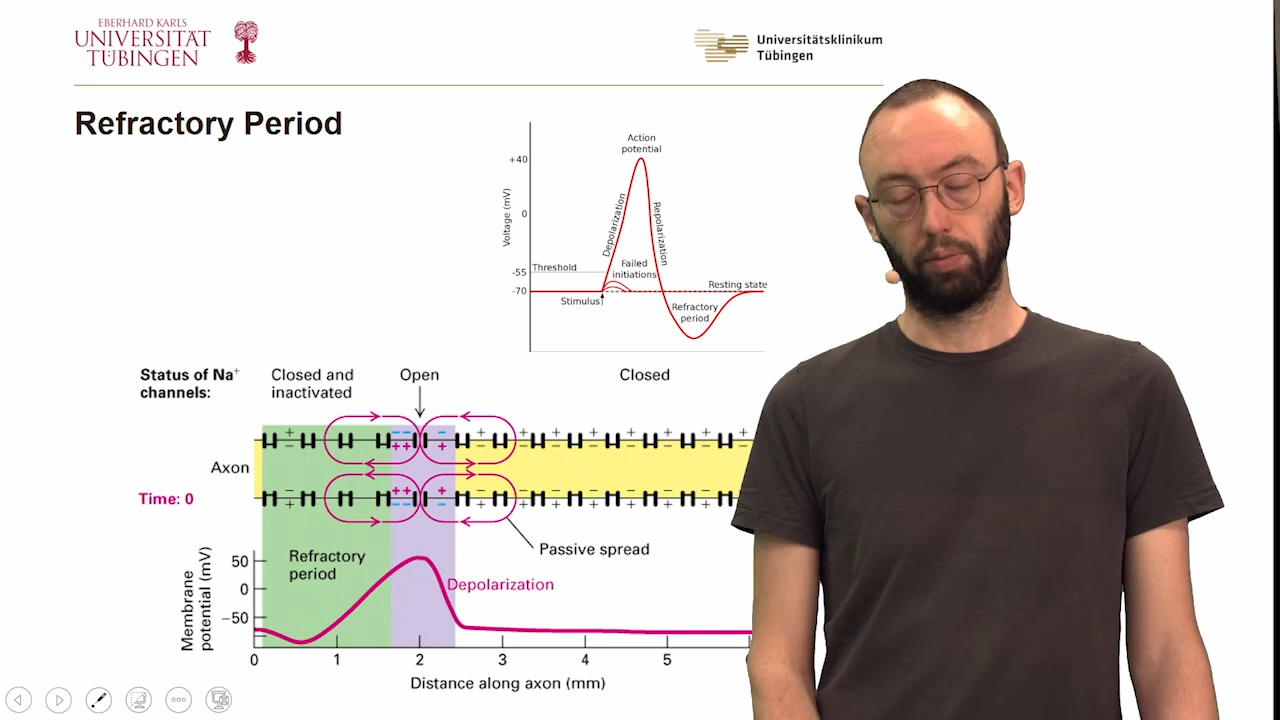 EBERHARD KARLS
UNIVERSITÄT
TÜBINGEN
Universitätsklinikum
Tübingen
Refractory Period
Action
potential
+40
0
-55
-70
Voltage (mV)
Depolarization
Repolarization
Threshold
Failed
initiations
Stimulus
Resting state
Refractory
period
Status of Na⁺
channels:
Closed and
inactivated
Open
Closed
Axon
Time: 0
Passive spread
Membrane
potential (mV)
50
0
−50
Refractory
period
Depolarization
0 1 2 3 4 5
Distance along axon (mm)